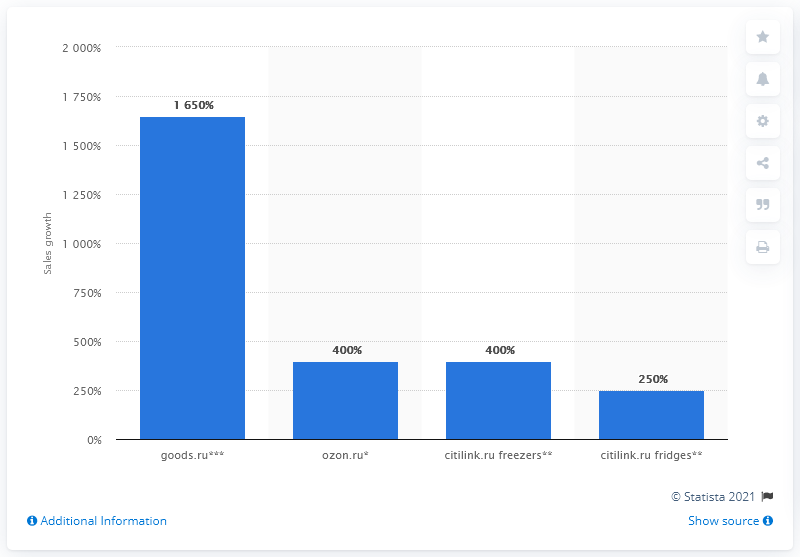 2 000%
1 750%
1 500%
1 250%
1 000%
750%
500%
250%
0%
Sales growth
1 650%
400%
400%
250%
goods.ru***
ozon.ru*
citilink.ru freezers**
citilink.ru fridges**
© Statista 2021
Additional Information
Show source